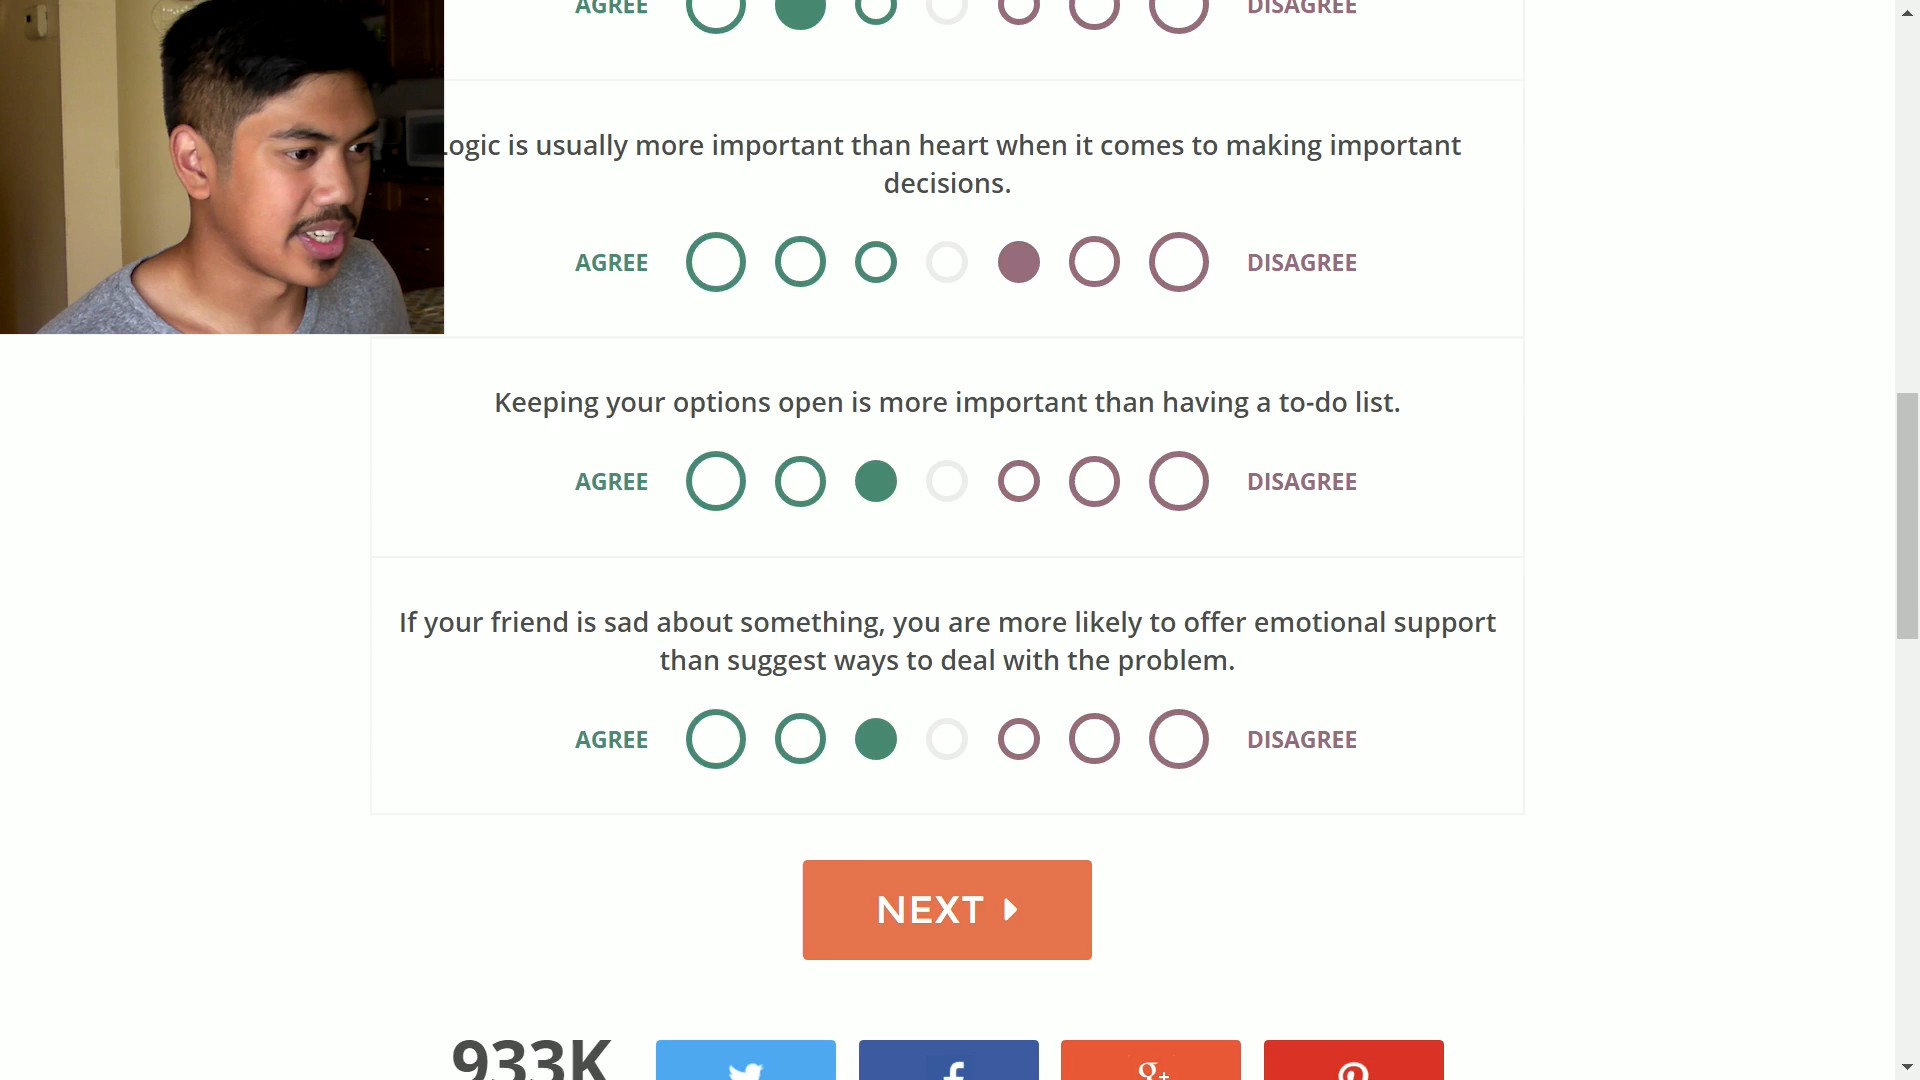 AGREE DISAGREE
Logic is usually more important than heart when it comes to making important
decisions.
AGREE DISAGREE
Keeping your options open is more important than having a to-do list.
AGREE DISAGREE
If your friend is sad about something, you are more likely to offer emotional support
than suggest ways to deal with the problem.
AGREE DISAGREE
NEXT
933K